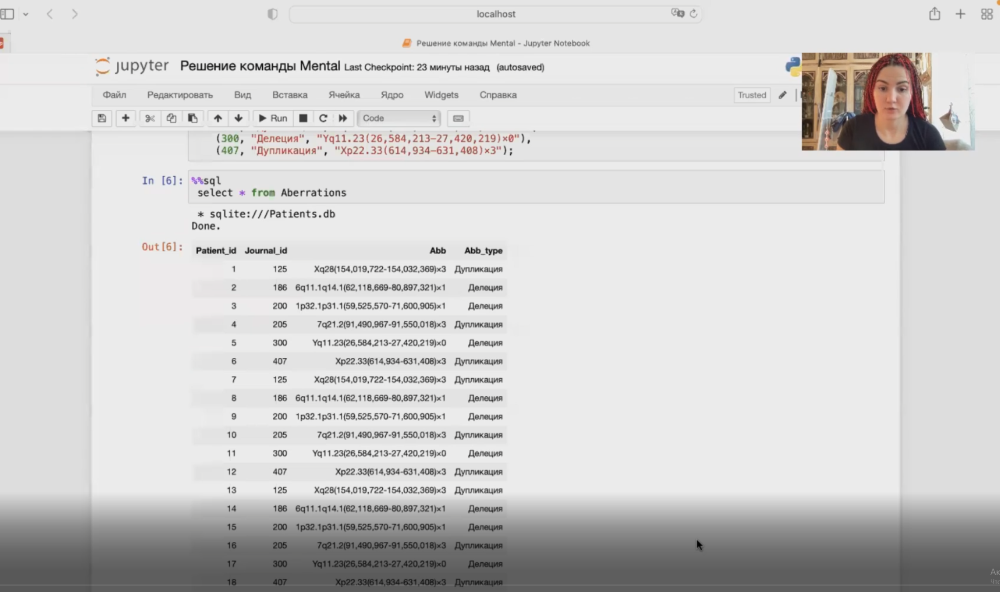 localhost
Решение команды Mental - Jupyter Notebook
jupyter Решение команды Mental Last Checkpoint: 23 минуты назад (autosaved)
Файл Редактировать Вид Вставка Ячейка Ядро Widgets Справка Trusted
Run Code
(300, "Делеция", "Yq11.23(26,584,213–27,420,219)×0"),
(407, "Дупликация", "Xp22.33(614,934–631,408)×3");
In [6]: %%sql
select * from Aberrations
* sqlite:///Patients.db
Done.
Out[6]:
Patient_id Journal_id Abb Abb_type
1 125 Xq28(154,019,722-154,032,369)×3 Дупликация
2 186 6q11.1q14.1(62,118,669-80,897,321)×1 Делеция
3 200 1p32.1p31.1(59,525,570-71,600,905)×1 Делеция
4 205 7q21.2(91,490,967-91,550,018)×3 Дупликация
5 300 Yq11.23(26,584,213-27,420,219)×0 Делеция
6 407 Xp22.33(614,934-631,408)×3 Дупликация
7 125 Xq28(154,019,722-154,032,369)×3 Дупликация
8 186 6q11.1q14.1(62,118,669-80,897,321)×1 Делеция
9 200 1p32.1p31.1(59,525,570-71,600,905)×1 Делеция
10 205 7q21.2(91,490,967-91,550,018)×3 Дупликация
11 300 Yq11.23(26,584,213-27,420,219)×0 Делеция
12 407 Xp22.33(614,934-631,408)×3 Дупликация
13 125 Xq28(154,019,722-154,032,369)×3 Дупликация
14 186 6q11.1q14.1(62,118,669-80,897,321)×1 Делеция
15 200 1p32.1p31.1(59,525,570-71,600,905)×1 Делеция
16 205 7q21.2(91,490,967-91,550,018)×3 Дупликация
17 300 Yq11.23(26,584,213-27,420,219)×0 Делеция
18 407 Xp22.33(614,934-631,408)×3 Дупликация